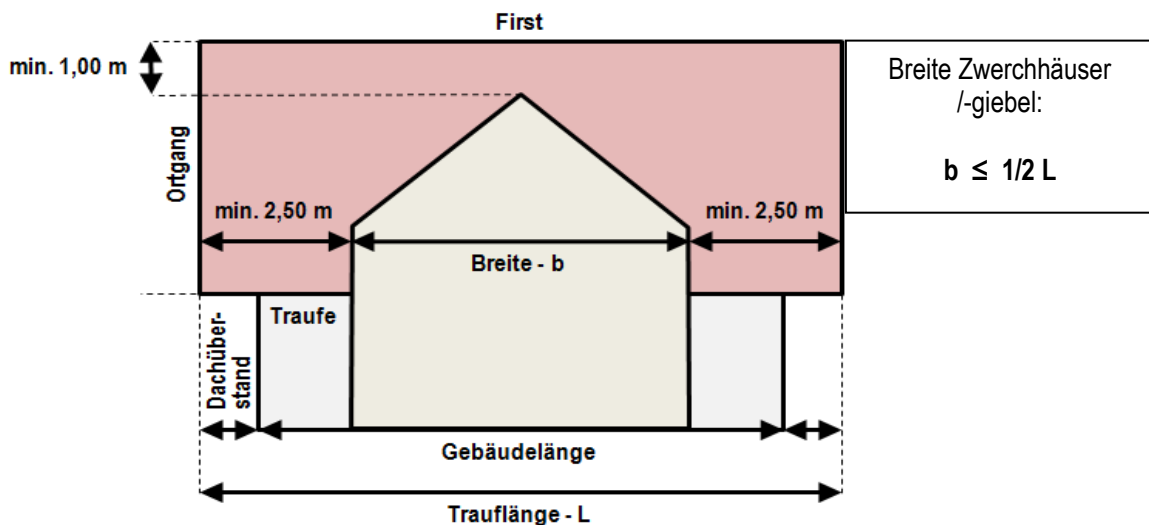 First
min. 1,00 m
Breite Zwerchhäuser
/-giebel:
b ≤ 1/2 L
Ortgang
min. 2,50 m
min. 2,50 m
Breite - b
Traufe
Dachüber-
stand
Gebäudelänge
Trauflänge - L